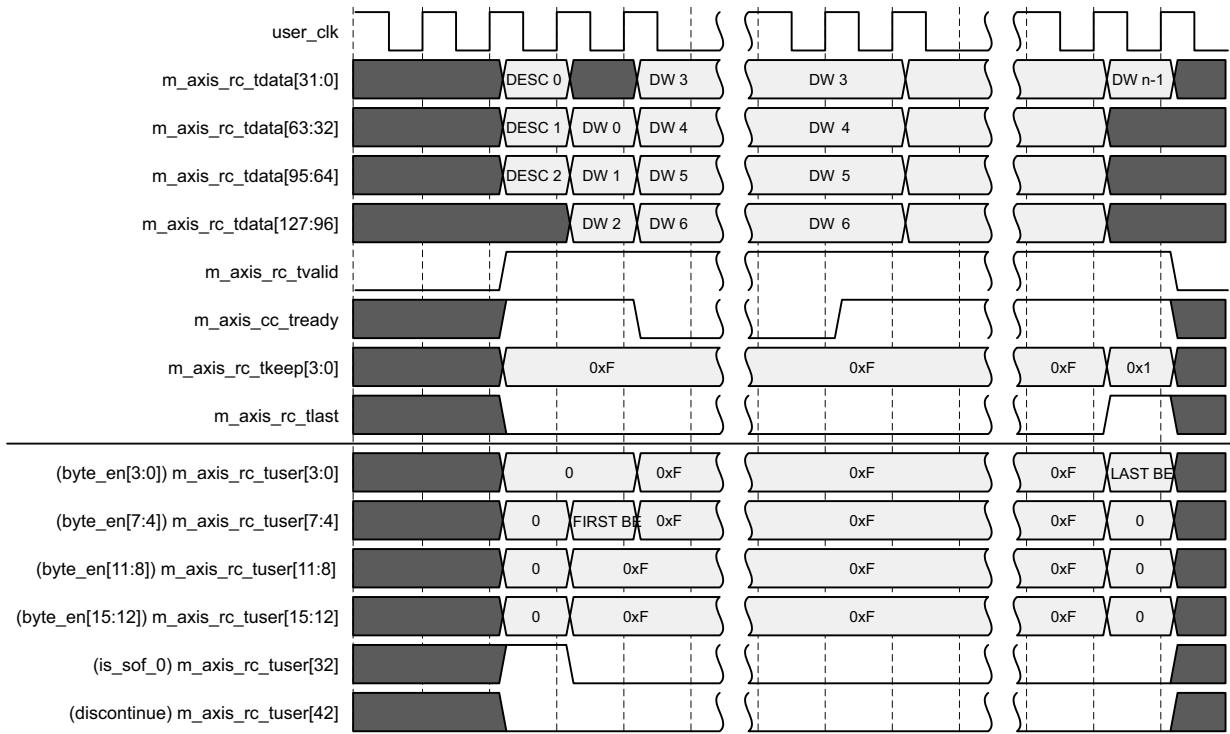 user_clk
m_axis_rc_tdata[31:0] DESC 0 DW 3 DW 3 DW n-1
m_axis_rc_tdata[63:32] DESC 1 DW 0 DW 4 DW 4
m_axis_rc_tdata[95:64] DESC 2 DW 1 DW 5 DW 5
m_axis_rc_tdata[127:96] DW 2 DW 6 DW 6
m_axis_rc_tvalid
m_axis_cc_tready
m_axis_rc_tkeep[3:0] 0xF 0xF 0xF 0x1
m_axis_rc_tlast
(byte_en[3:0]) m_axis_rc_tuser[3:0] 0 0xF 0xF 0xF LAST BE
(byte_en[7:4]) m_axis_rc_tuser[7:4] 0 FIRST BE 0xF 0xF 0xF 0
(byte_en[11:8]) m_axis_rc_tuser[11:8] 0 0xF 0xF 0xF 0
(byte_en[15:12]) m_axis_rc_tuser[15:12] 0 0xF 0xF 0xF 0
(is_sof_0) m_axis_rc_tuser[32]
(discontinue) m_axis_rc_tuser[42]